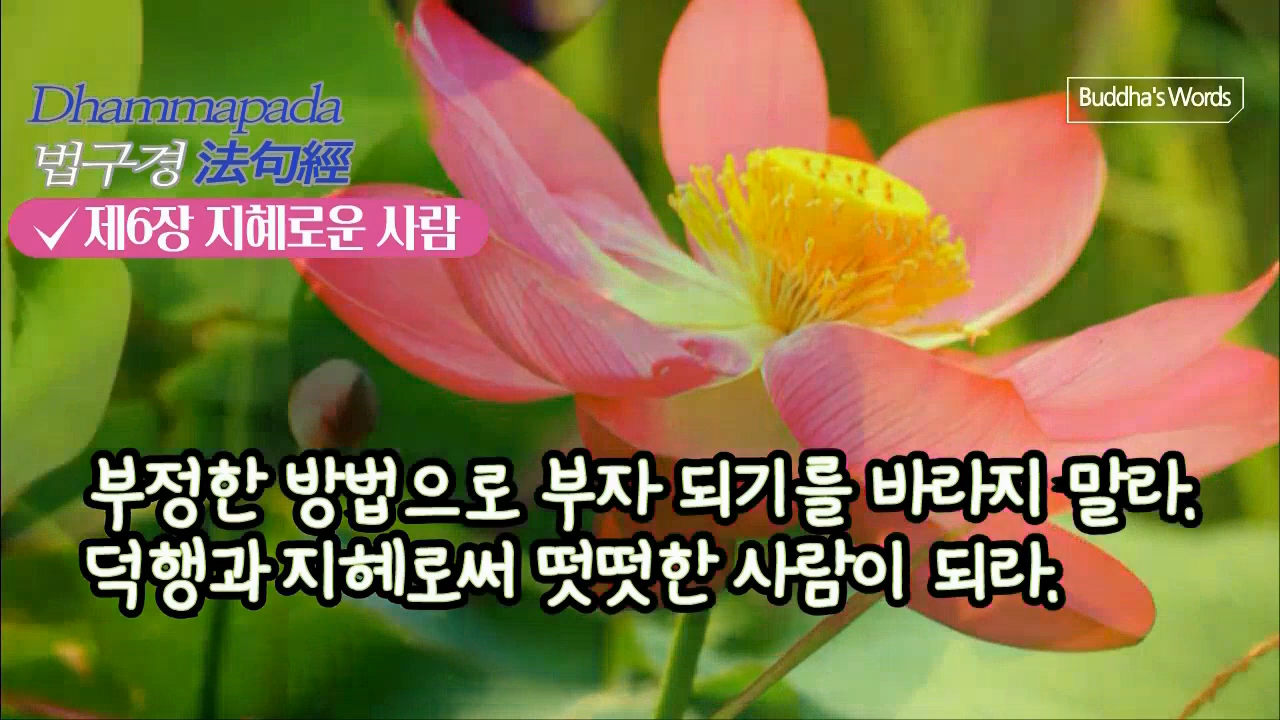 Dhammapada
법구경 法句經
제6장 지혜로운 사람
Buddha's Words
부정한 방법으로 부자 되기를 바라지 말라.
덕행과 지혜로써 떳떳한 사람이 되라.